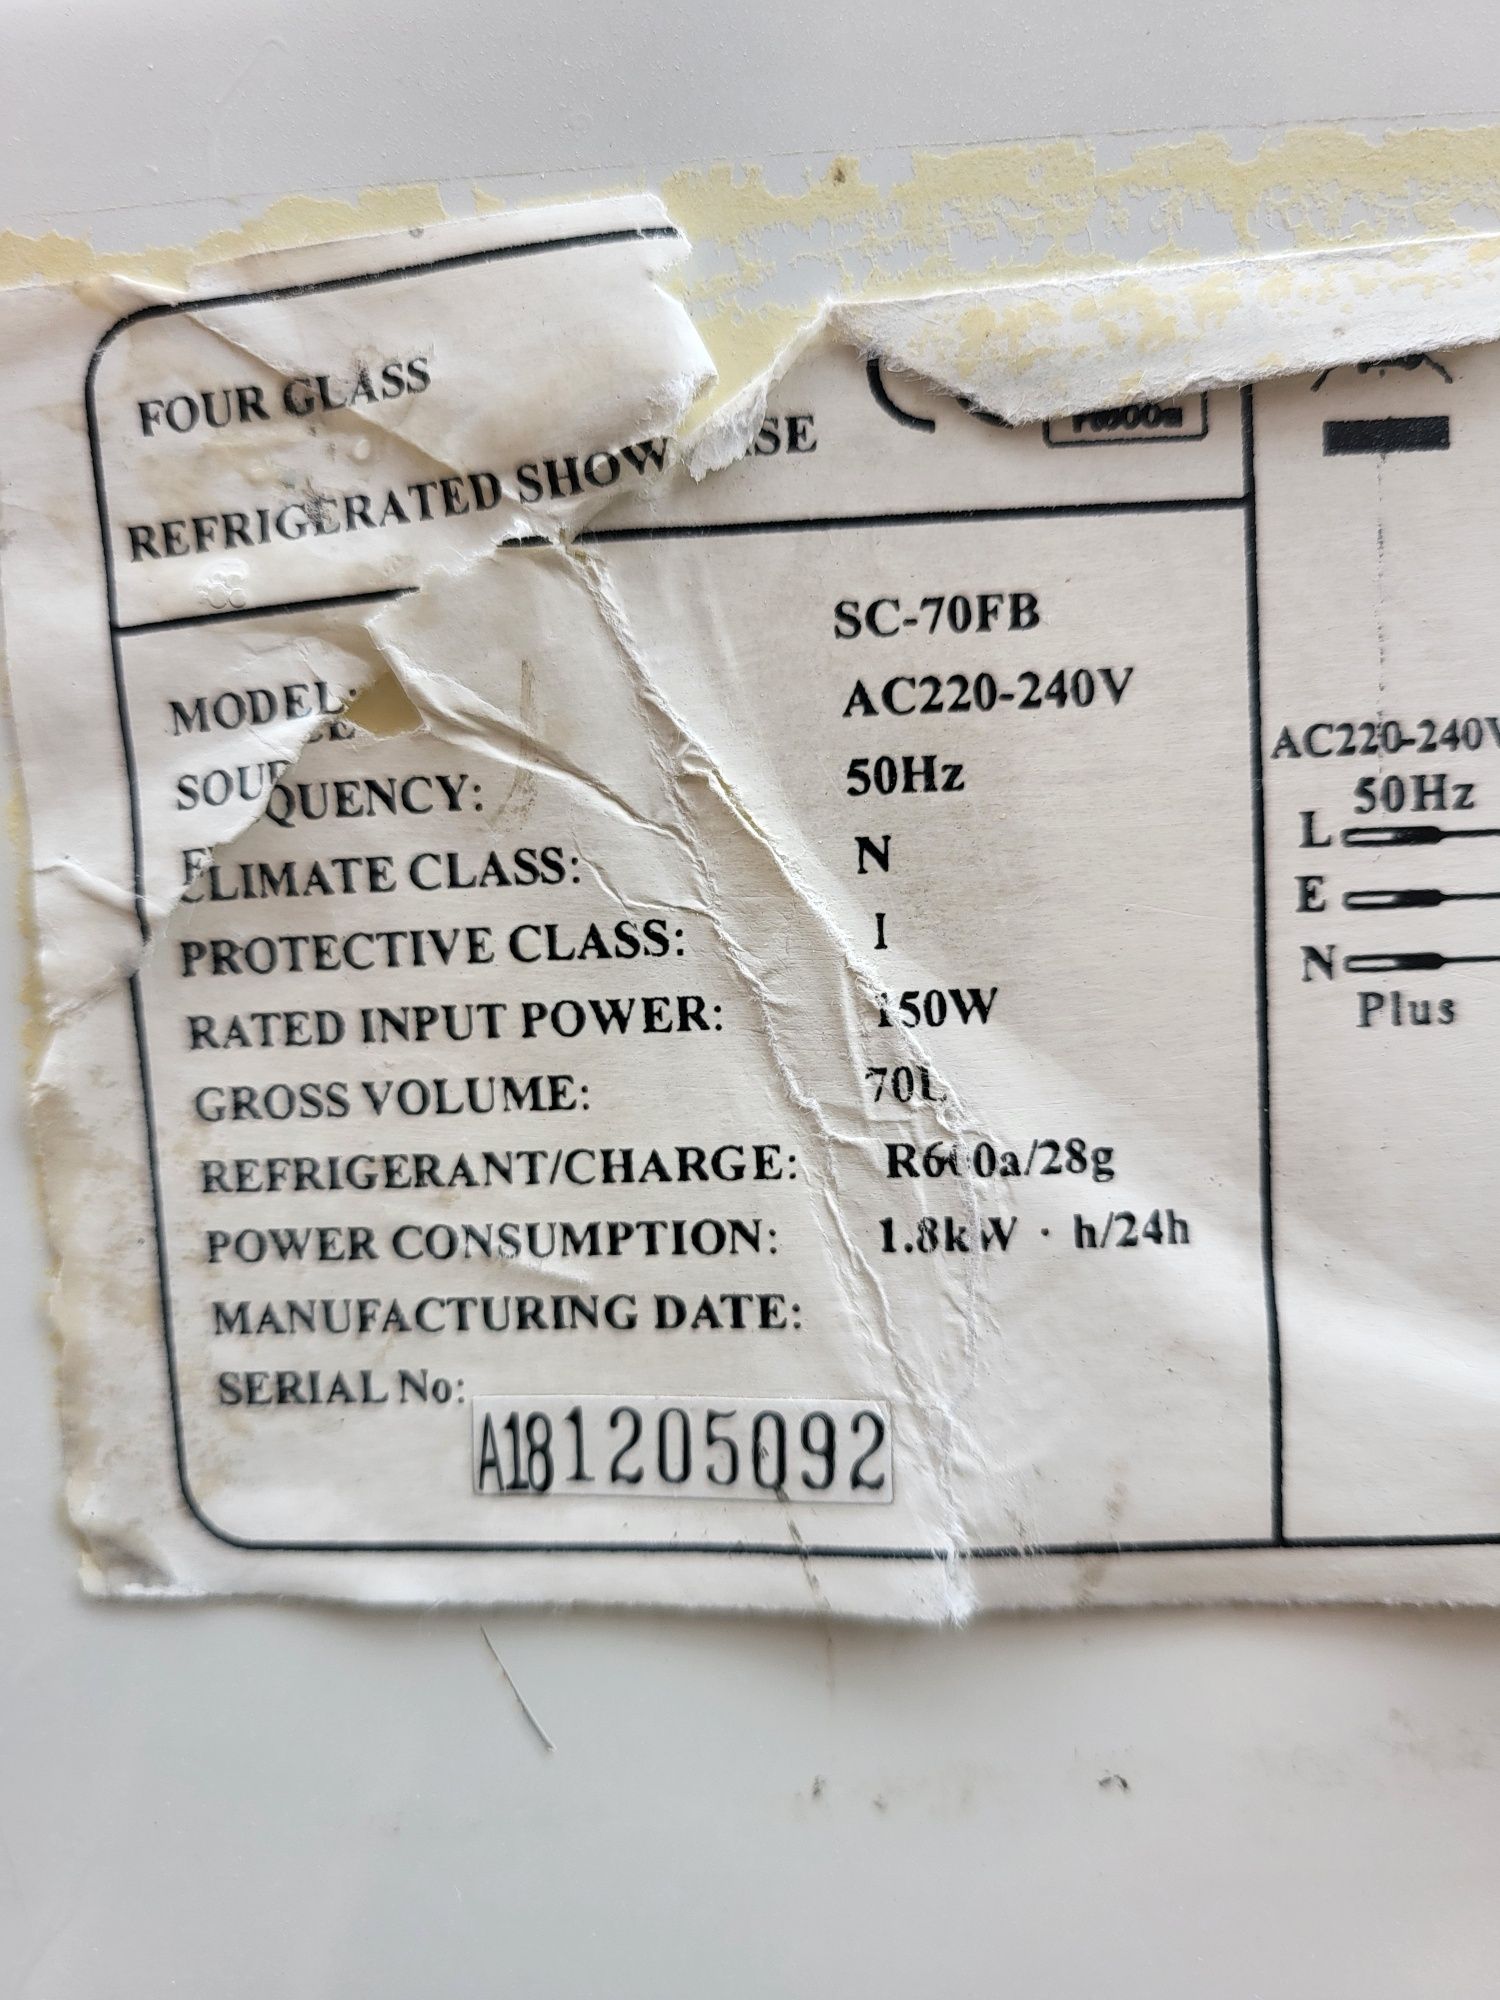 FOUR GLASS
REFRIGERATED SHOW
SC-70FB
MODEL:
AC220-240V
QUENCY:
50Hz
CLIMATE CLASS:
N
PROTECTIVE CLASS:
I
RATED INPUT POWER:
150W
GROSS VOLUME:
70L
REFRIGERANT/CHARGE:
R600a/28g
POWER CONSUMPTION:
1.8kW · h/24h
MANUFACTURING DATE:
SERIAL No:
A181205092
AC220-240V
50Hz
L
E
N
Plus